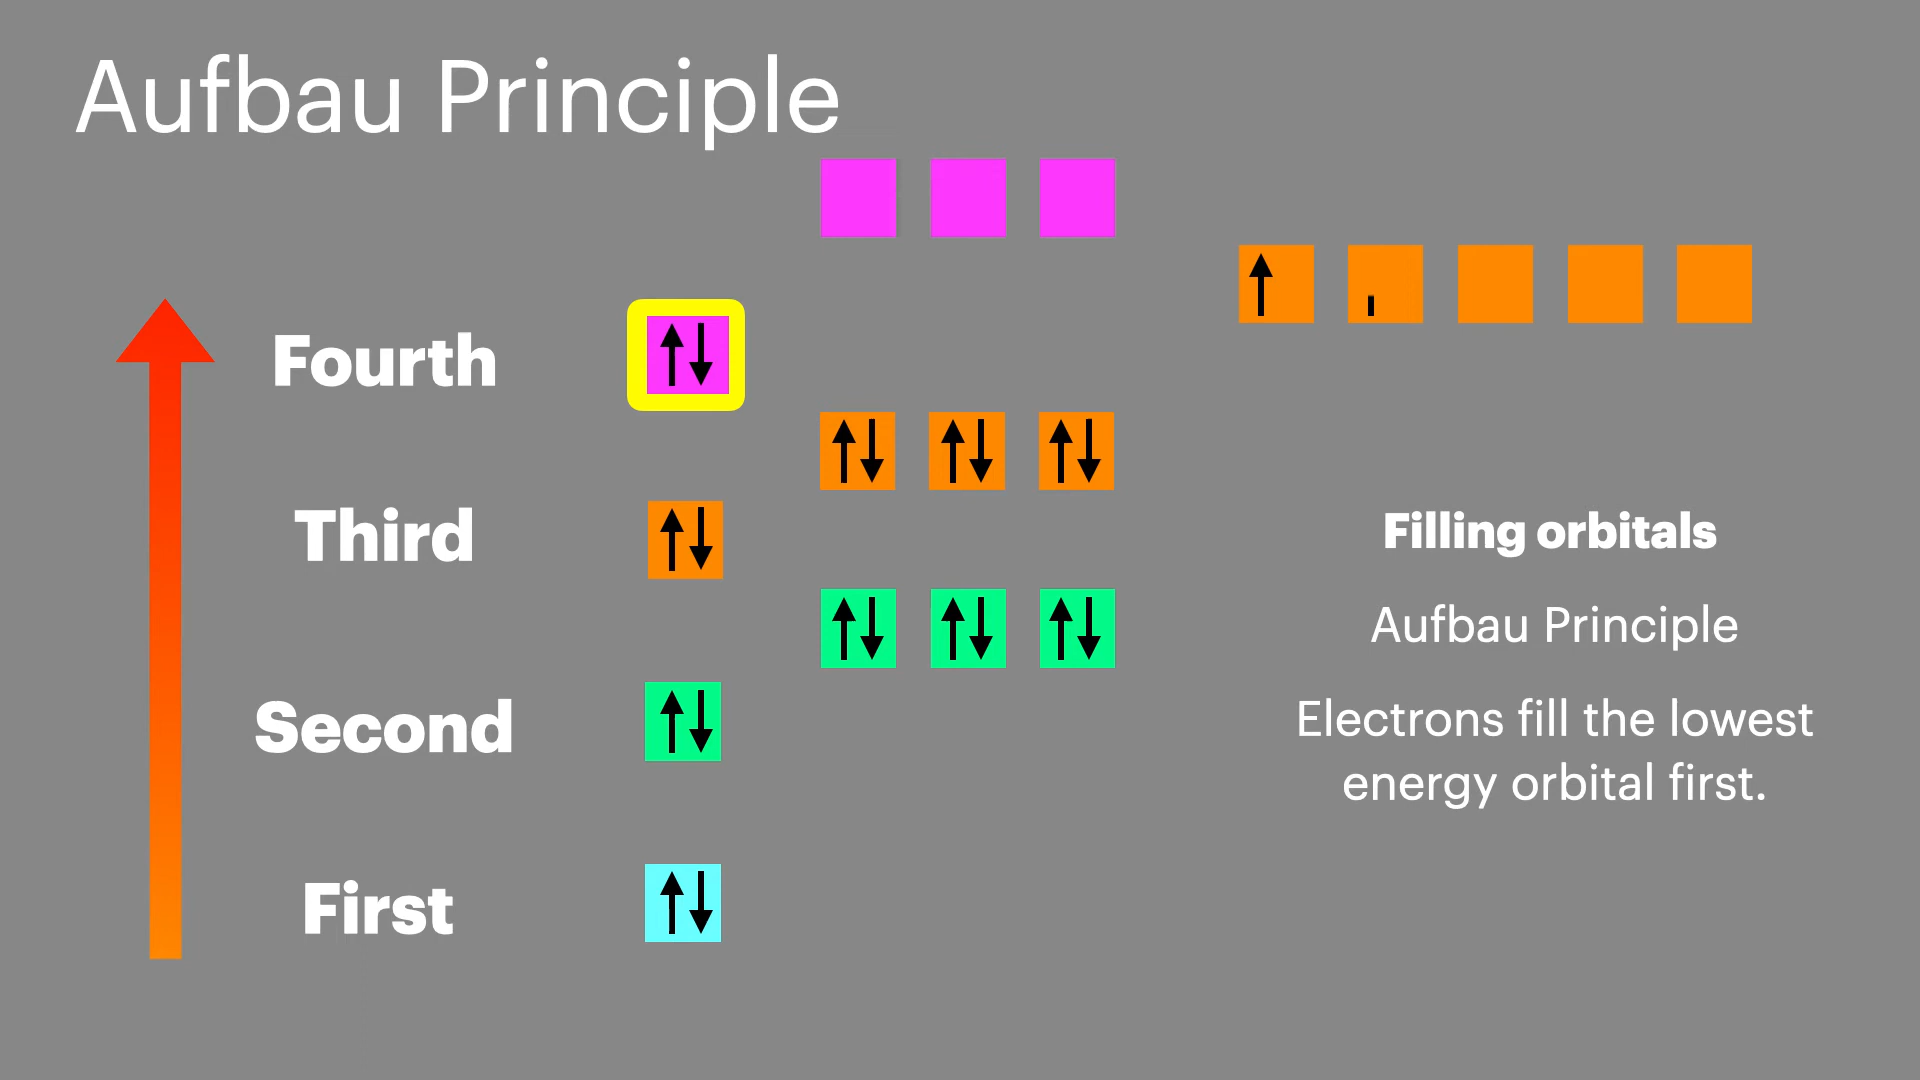 Aufbau Principle
Fourth
Third
Second
First
Filling orbitals
Aufbau Principle
Electrons fill the lowest
energy orbital first.